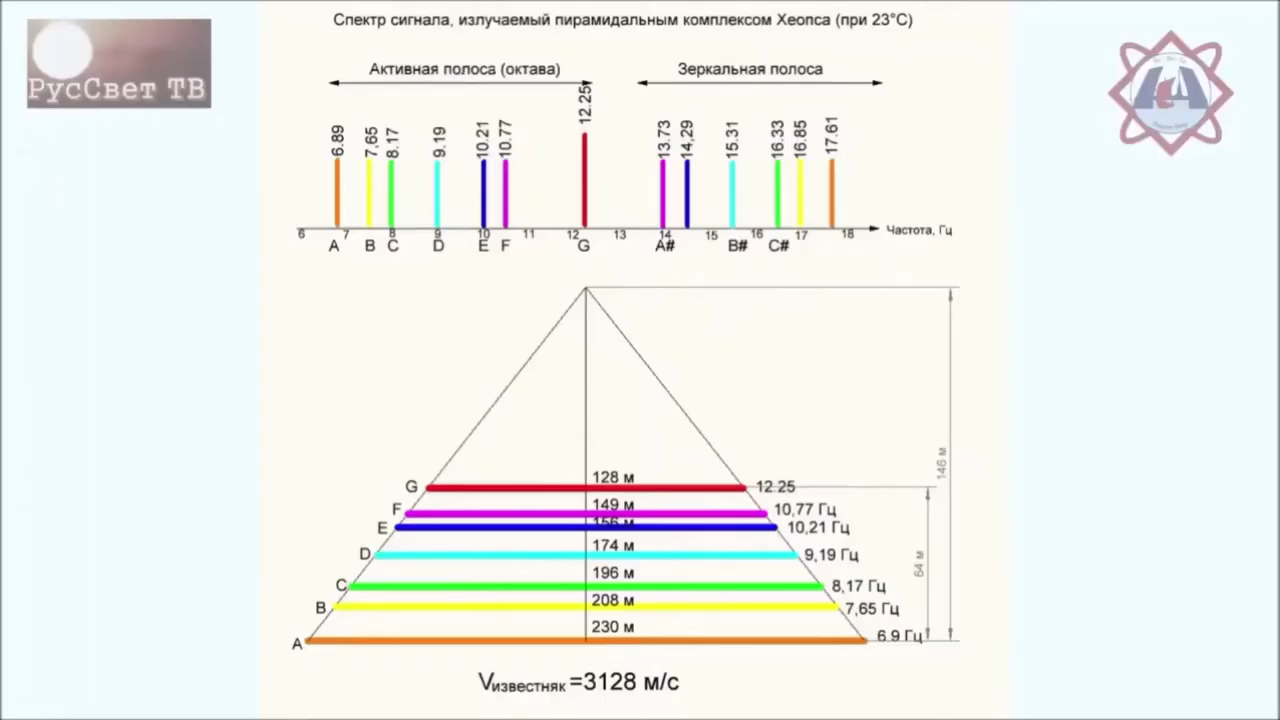 Спектр сигнала, излучаемый пирамидальным комплексом Хеопса (при 23°С)
РусСвет ТВ
Активная полоса (октава)
Зеркальная полоса
6.89 7,65 8.17 9.19 10.21 10.77 12.25 13.73 14,29 15.31 16.33 16.85 17.61
6 7 8 9 10 11 12 13 14 15 16 17 18
Частота, Гц
A B C D E F G A# B# C#
G 128 м 12.25
F 149 м 10,77 Гц
E 156 м 10,21 Гц
D 174 м 9,19 Гц
C 196 м 8,17 Гц
B 208 м 7,65 Гц
A 230 м 6.9 Гц
146 м
64 м
Vизвестняк =3128 м/с